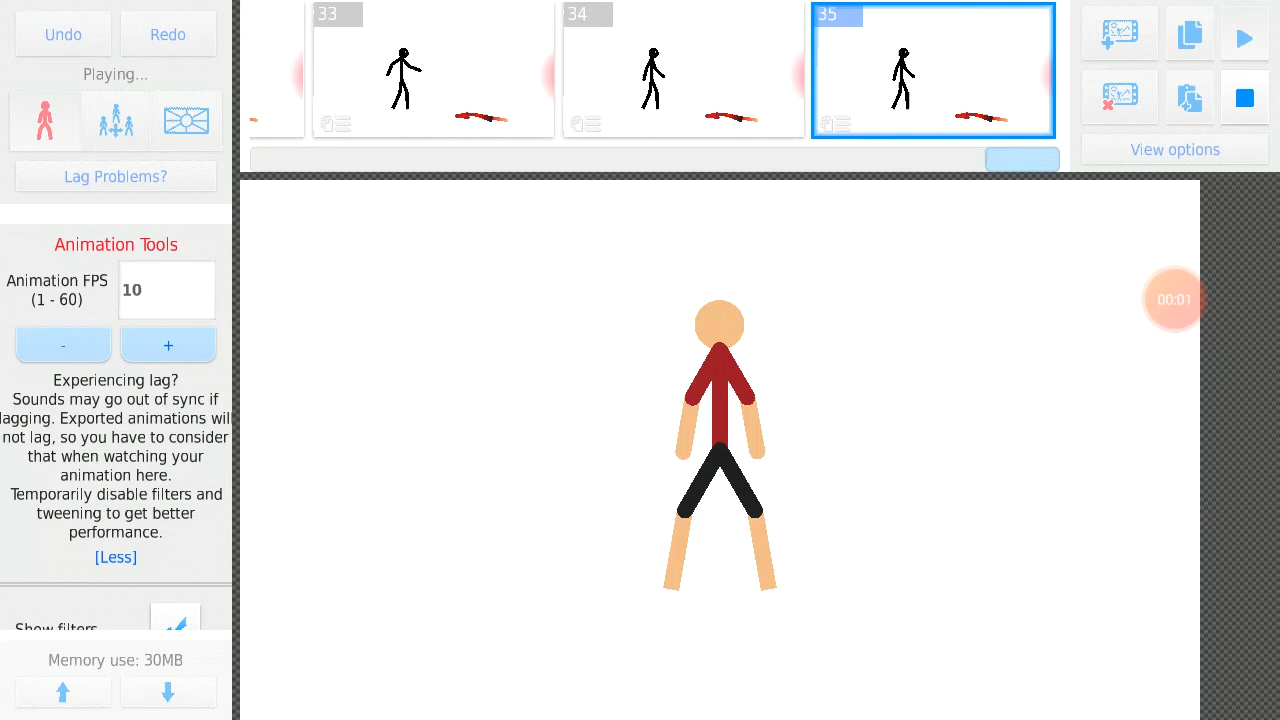 Undo
Redo
Playing...
Lag Problems?
Animation Tools
Animation FPS
(1 - 60)
10
-
+
Experiencing lag?
Sounds may go out of sync if
lagging. Exported animations will
not lag, so you have to consider
that when watching your
animation here.
Temporarily disable filters and
tweening to get better
performance.
[Less]
Show filters
Memory use: 30MB
33
34
35
View options
00:01